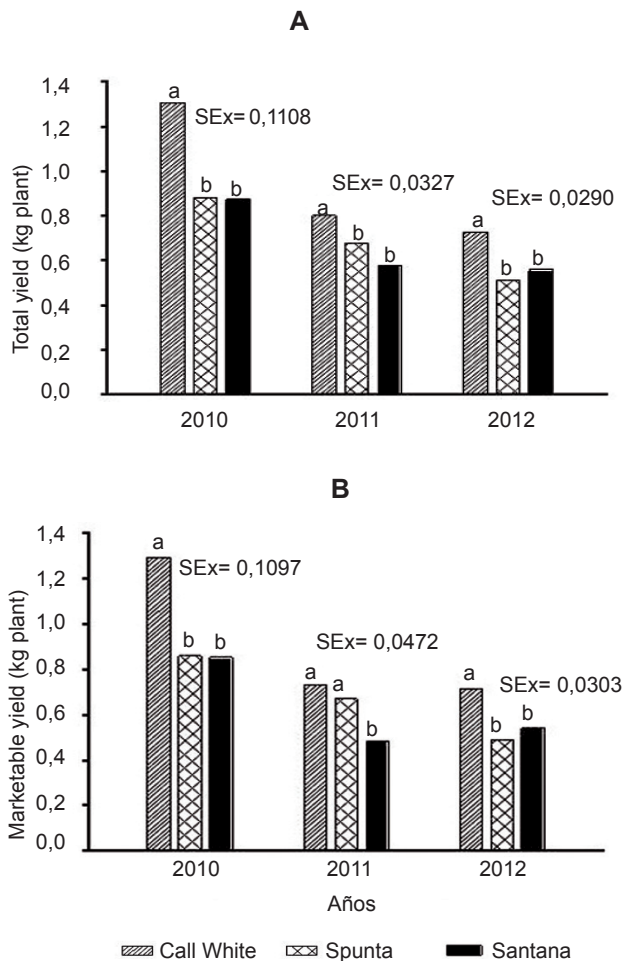 A
Total yield (kg plant)
1,4
1,2
1,0
0,8
0,6
0,4
0,2
0,0
a
b
b
SEx= 0,1108
a
b
b
SEx= 0,0327
a
b
b
SEx= 0,0290
2010
2011
2012
B
Marketable yield (kg plant)
1,4
1,2
1,0
0,8
0,6
0,4
0,2
0,0
a
b
b
SEx= 0,1097
a
a
b
SEx= 0,0472
a
b
b
SEx= 0,0303
2010
2011
2012
Años
Call White
Spunta
Santana